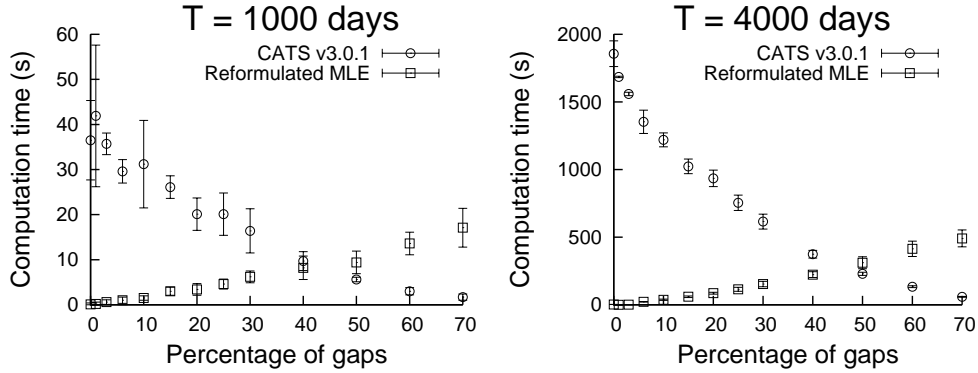 T = 1000 days
60
50
40
30
20
10
0
Computation time (s)
CATS v3.0.1
Reformulated MLE
0 10 20 30 40 50 60 70
Percentage of gaps
T = 4000 days
2000
1500
1000
500
0
Computation time (s)
CATS v3.0.1
Reformulated MLE
0 10 20 30 40 50 60 70
Percentage of gaps